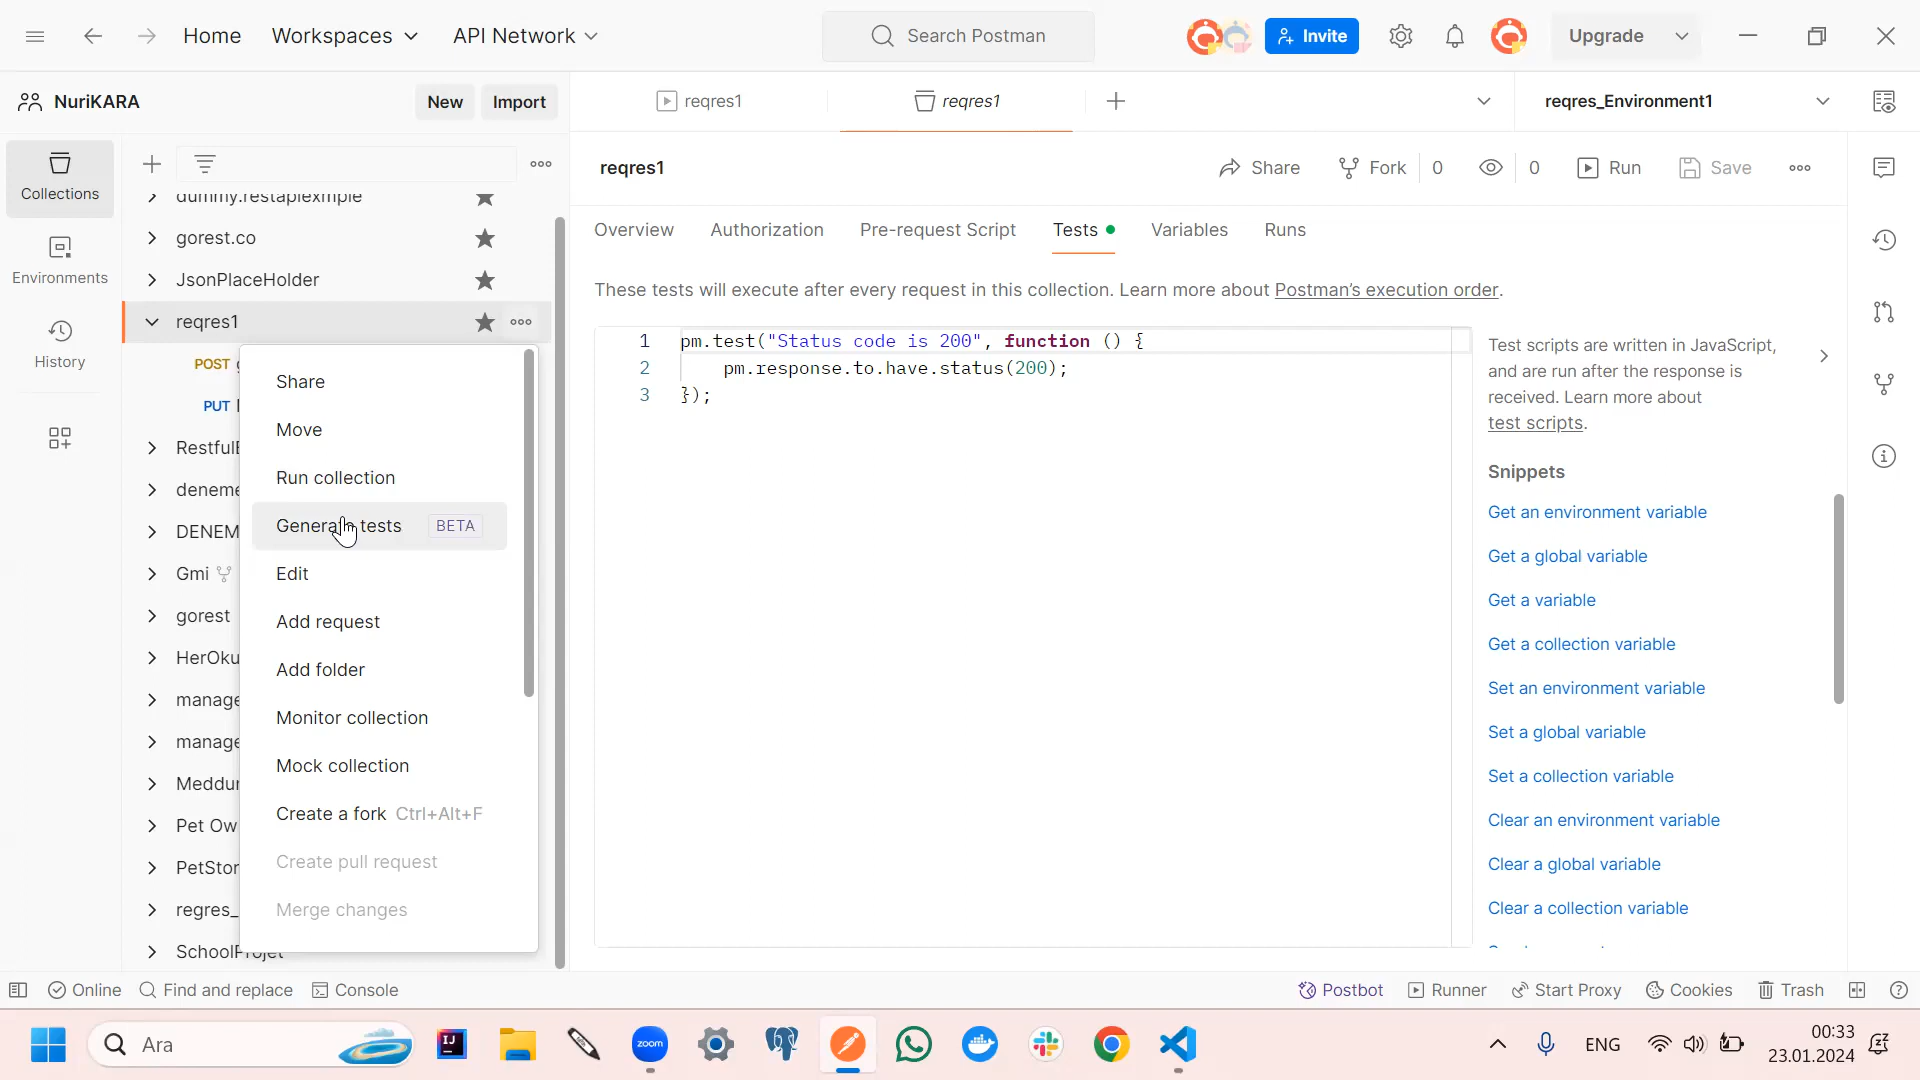 Home
Workspaces
API Network
Search Postman
Invite
Upgrade
NuriKARA
New
Import
reqres1
reqres1
reqres_Environment1
Collections
Environments
History
gorest.co
JsonPlaceHolder
reqres1
POST
PUT
gorest
Share
Move
Run collection
Generate tests BETA
Edit
Add request
Add folder
Monitor collection
Mock collection
Create a fork Ctrl+Alt+F
Create pull request
Merge changes
Gmi
reqres1
Share
Fork 0
0
Run
Save
Overview
Authorization
Pre-request Script
Tests
Variables
Runs
These tests will execute after every request in this collection. Learn more about Postman's execution order.
1 pm.test("Status code is 200", function () {
2 pm.response.to.have.status(200);
3 });
Test scripts are written in JavaScript,
and are run after the response is
received. Learn more about
test scripts.
Snippets
Get an environment variable
Get a global variable
Get a variable
Get a collection variable
Set an environment variable
Set a global variable
Set a collection variable
Clear an environment variable
Clear a global variable
Clear a collection variable
Online
Find and replace
Console
Postbot
Runner
Start Proxy
Cookies
Trash
Ara
IJ
zoom
ENG
00:33
23.01.2024